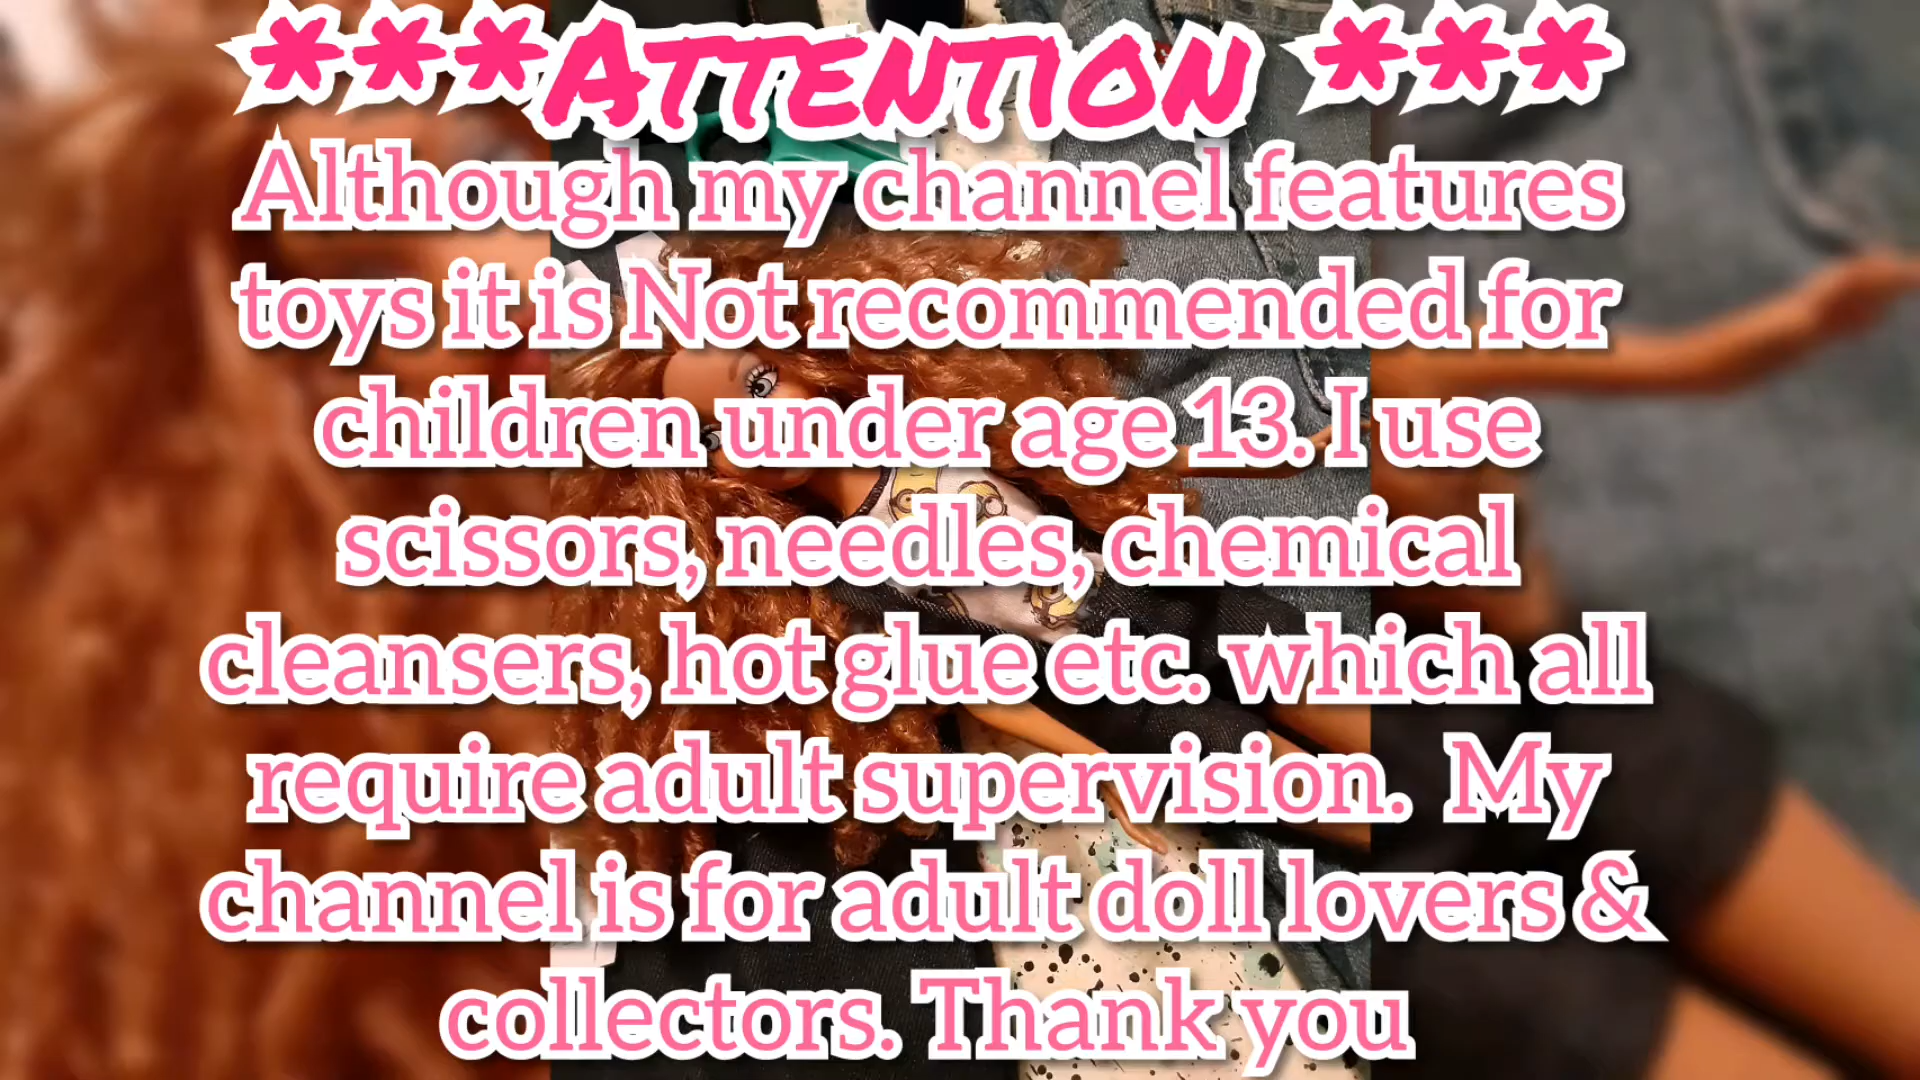 ***Attention ***
Although my channel features
toys it is Not recommended for
children under age 13. I use
scissors, needles, chemical
cleansers, hot glue etc. which all
require adult supervision.  My
channel is for adult doll lovers &
collectors. Thank you